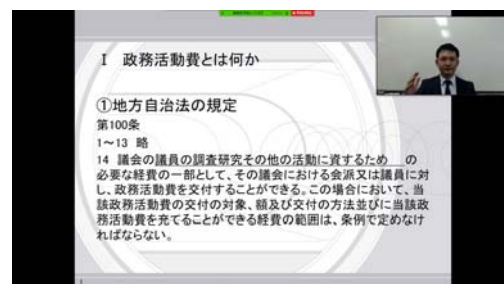 Ⅰ 政務活動費とは何か
①地方自治法の規定
第100条
1～13 略
14 議会の議員の調査研究その他の活動に資するため の
必要な経費の一部として、その議会における会派又は議員に対
し、政務活動費を交付することができる。この場合において、当
該政務活動費の交付の対象、額及び交付の方法並びに当該政
務活動費を充てることができる経費の範囲は、条例で定めなけ
ればならない。